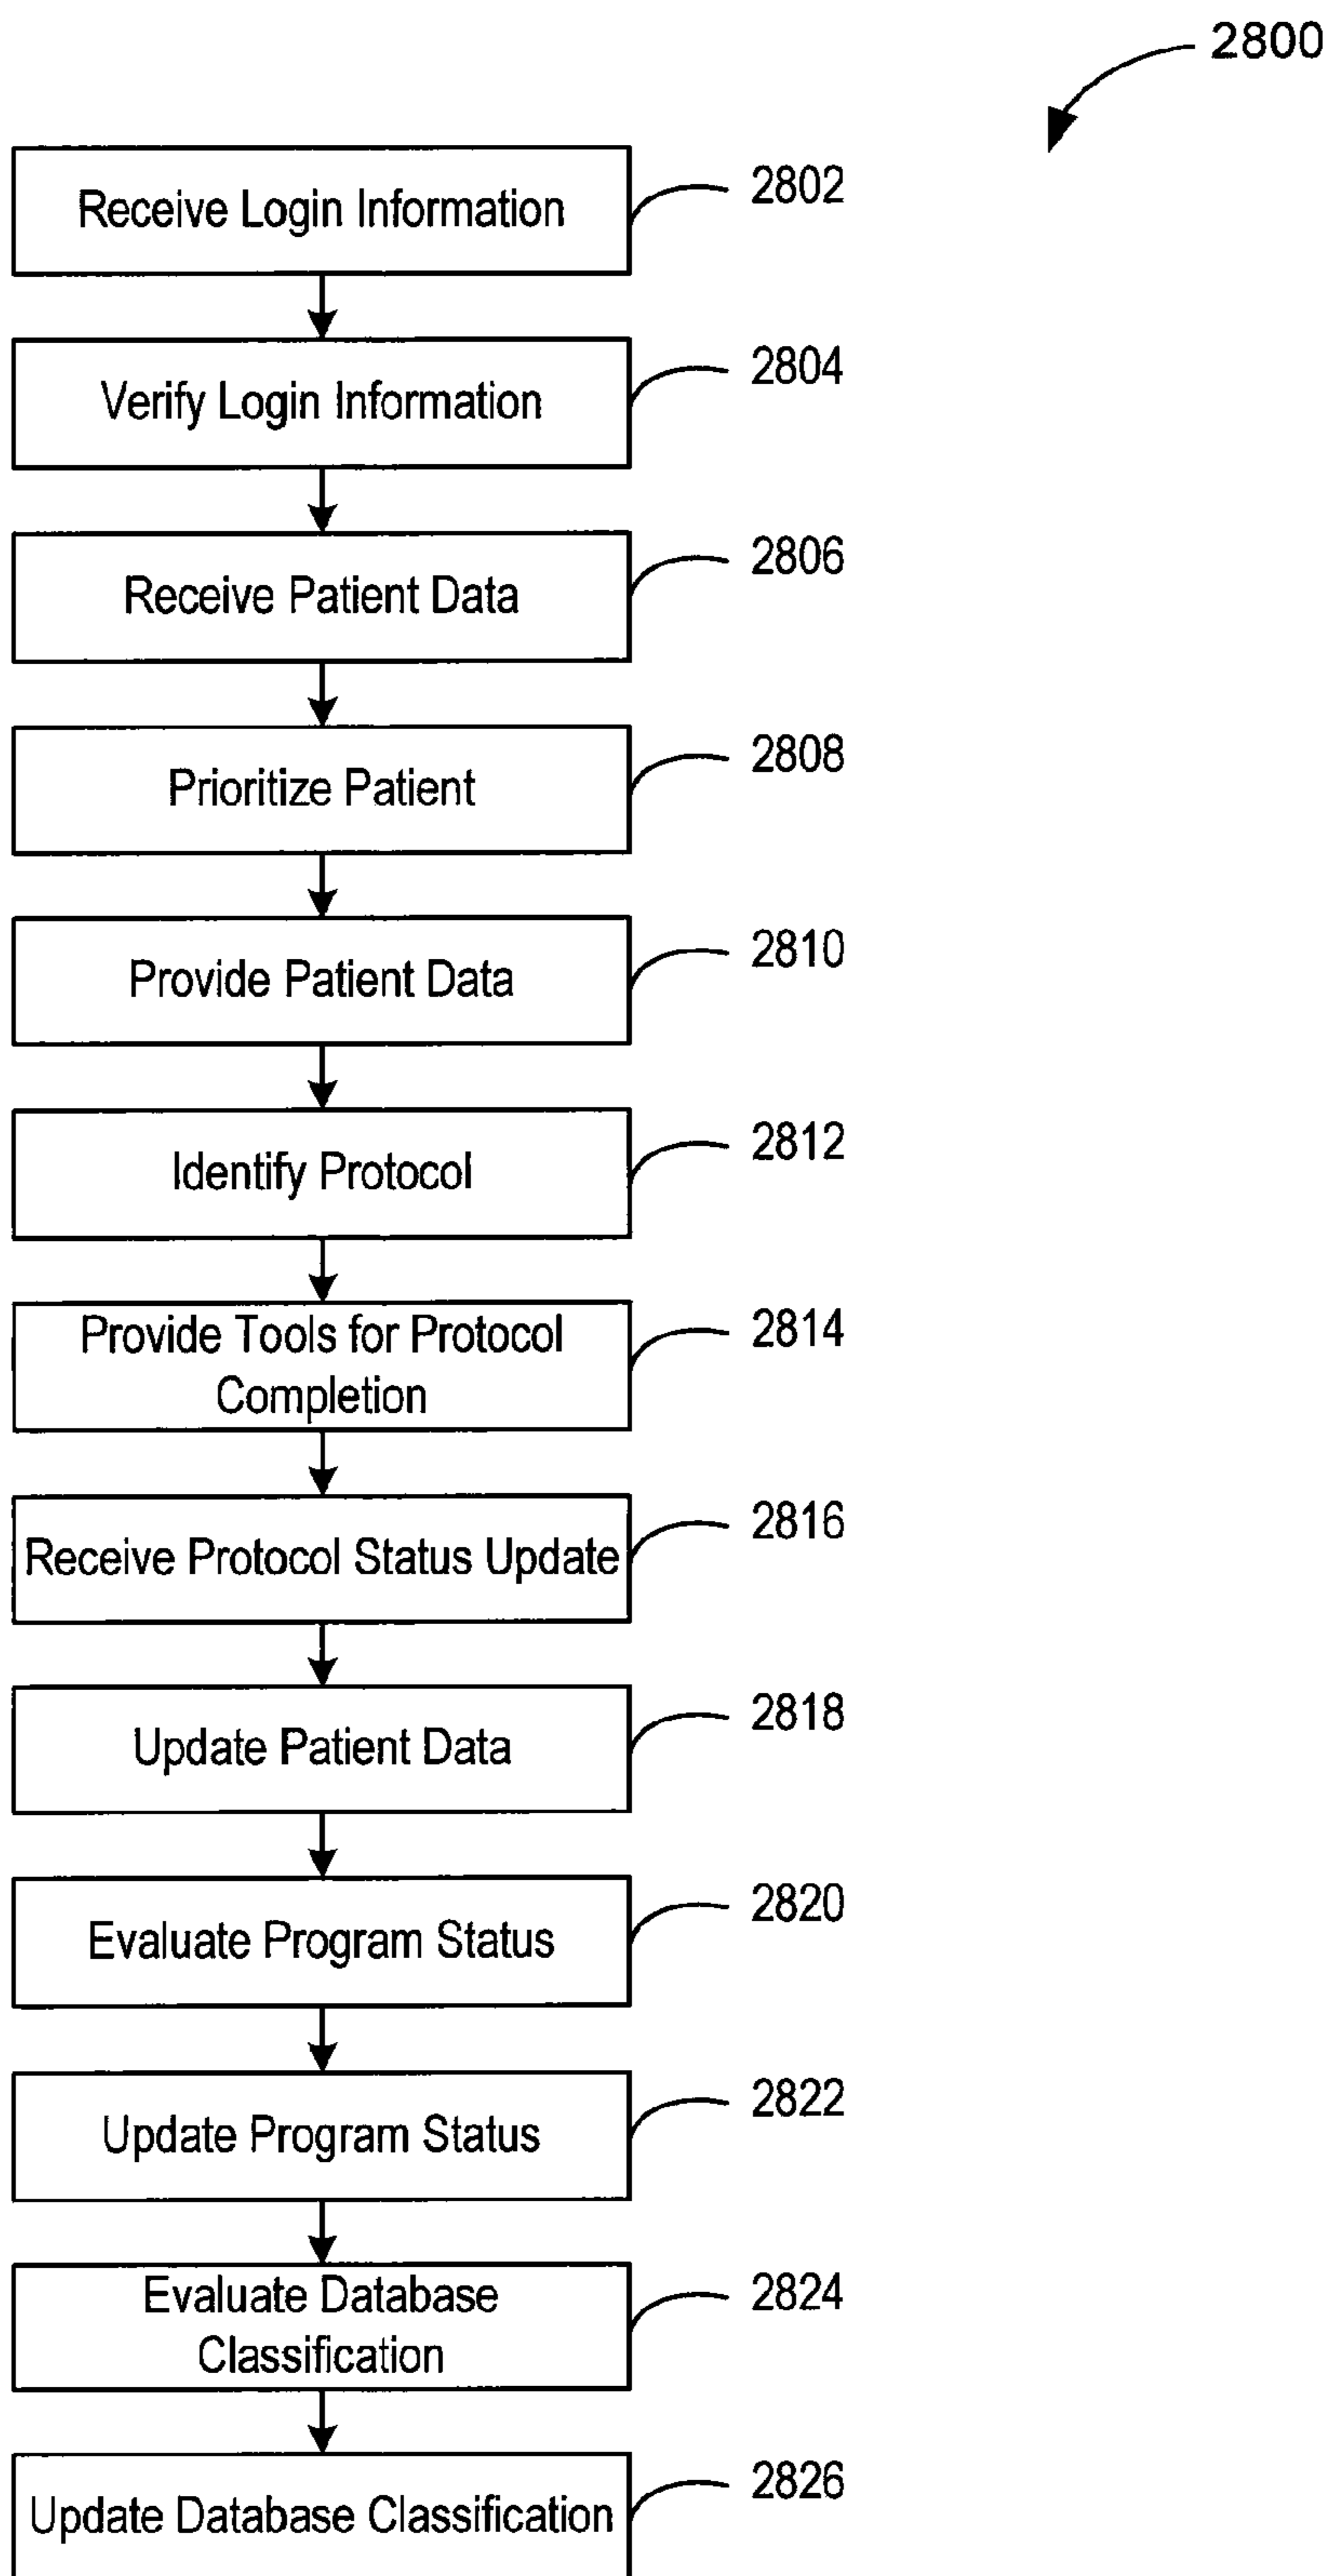 2800
Receive Login Information
2802
Verify Login Information
2804
Receive Patient Data
2806
Prioritize Patient
2808
Provide Patient Data
2810
Identify Protocol
2812
Provide Tools for Protocol
Completion
2814
Receive Protocol Status Update
2816
Update Patient Data
2818
Evaluate Program Status
2820
Update Program Status
2822
Evaluate Database
Classification
2824
Update Database Classification
2826